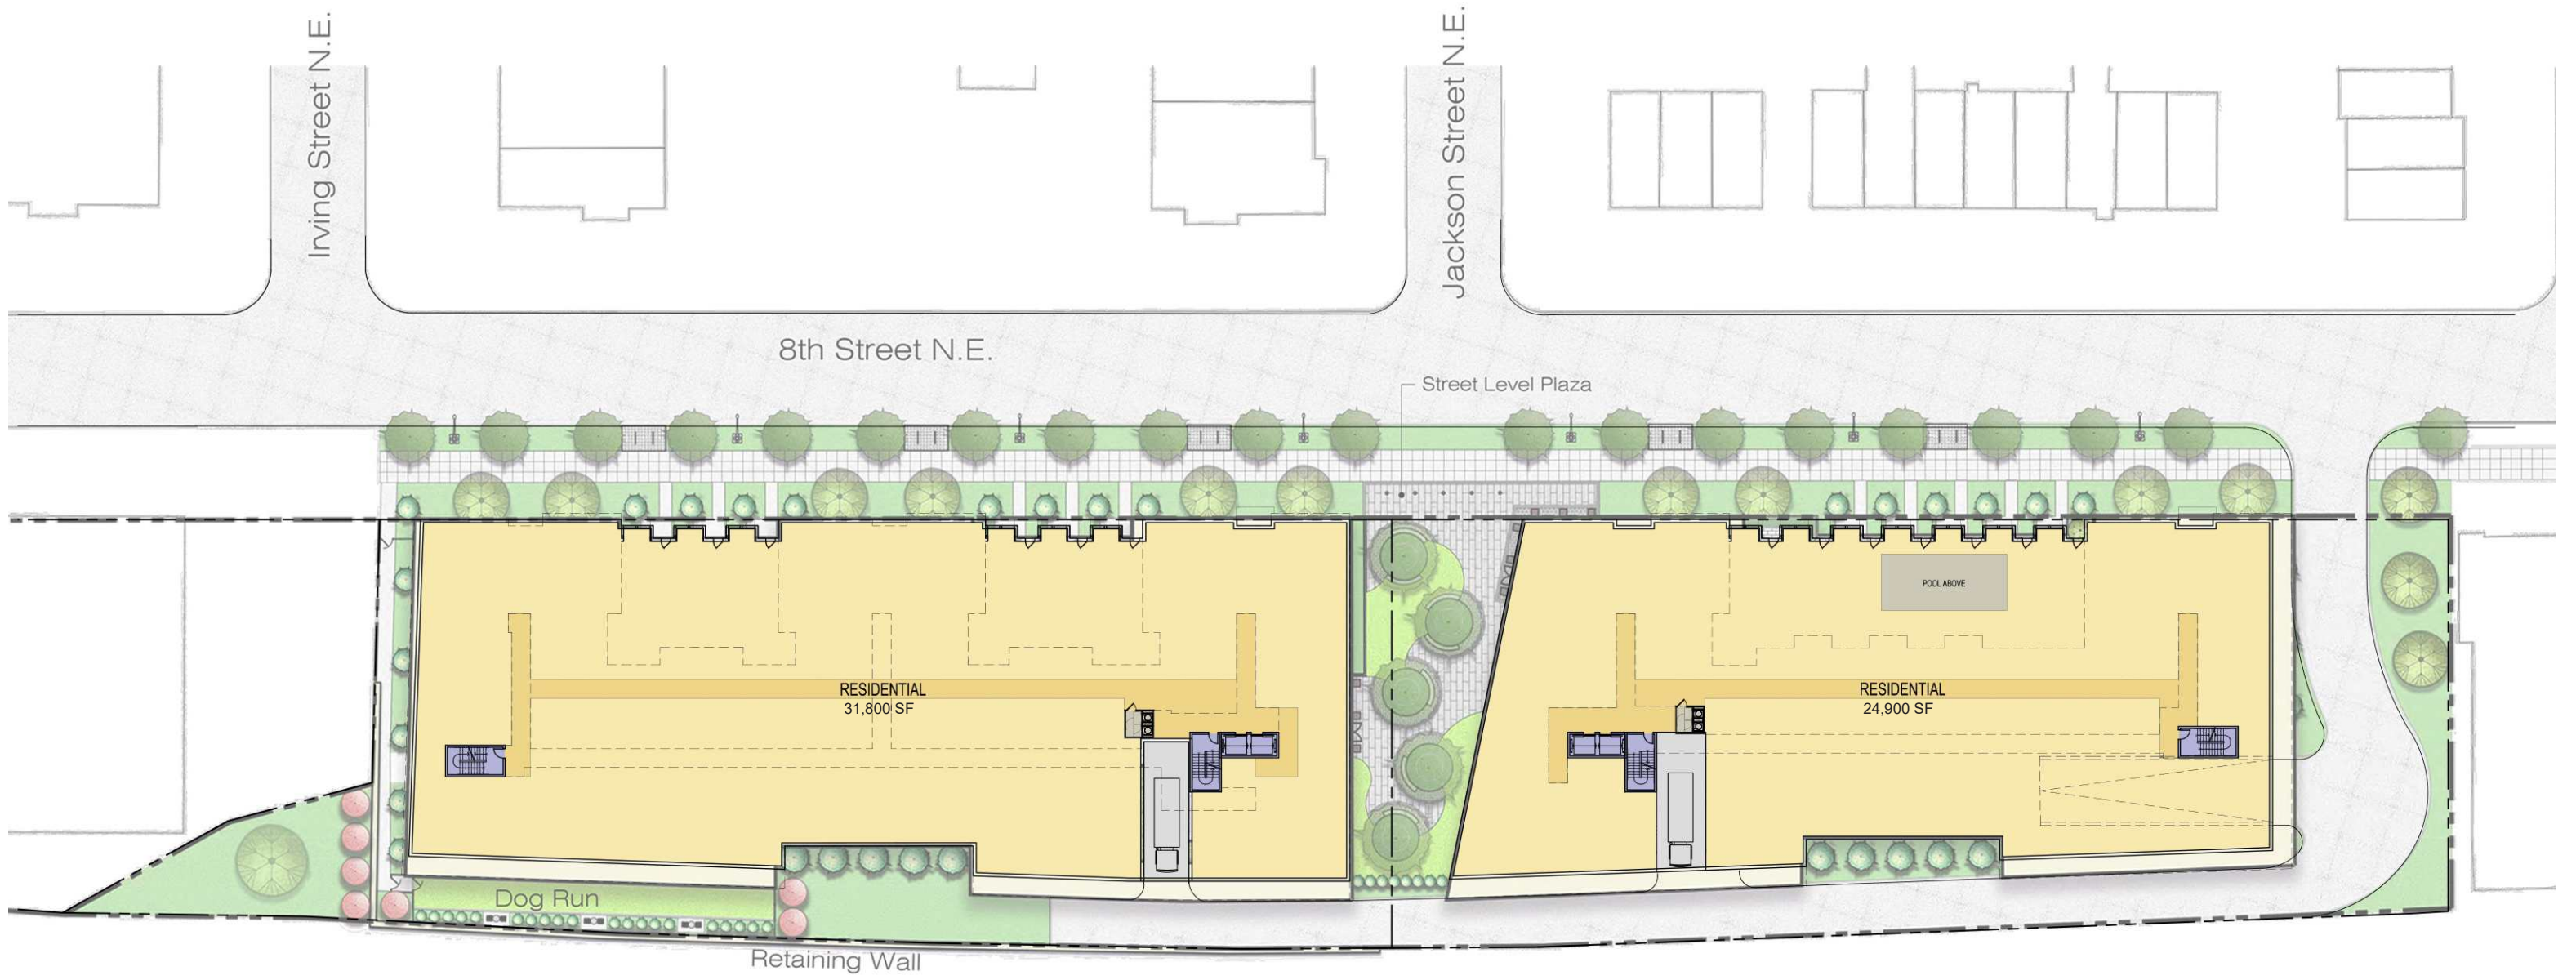 Irving Street N.E.
Jackson Street N.E.
8th Street N.E.
Street Level Plaza
POOL ABOVE
RESIDENTIAL
31,800 SF
RESIDENTIAL
24,900 SF
Dog Run
Retaining Wall